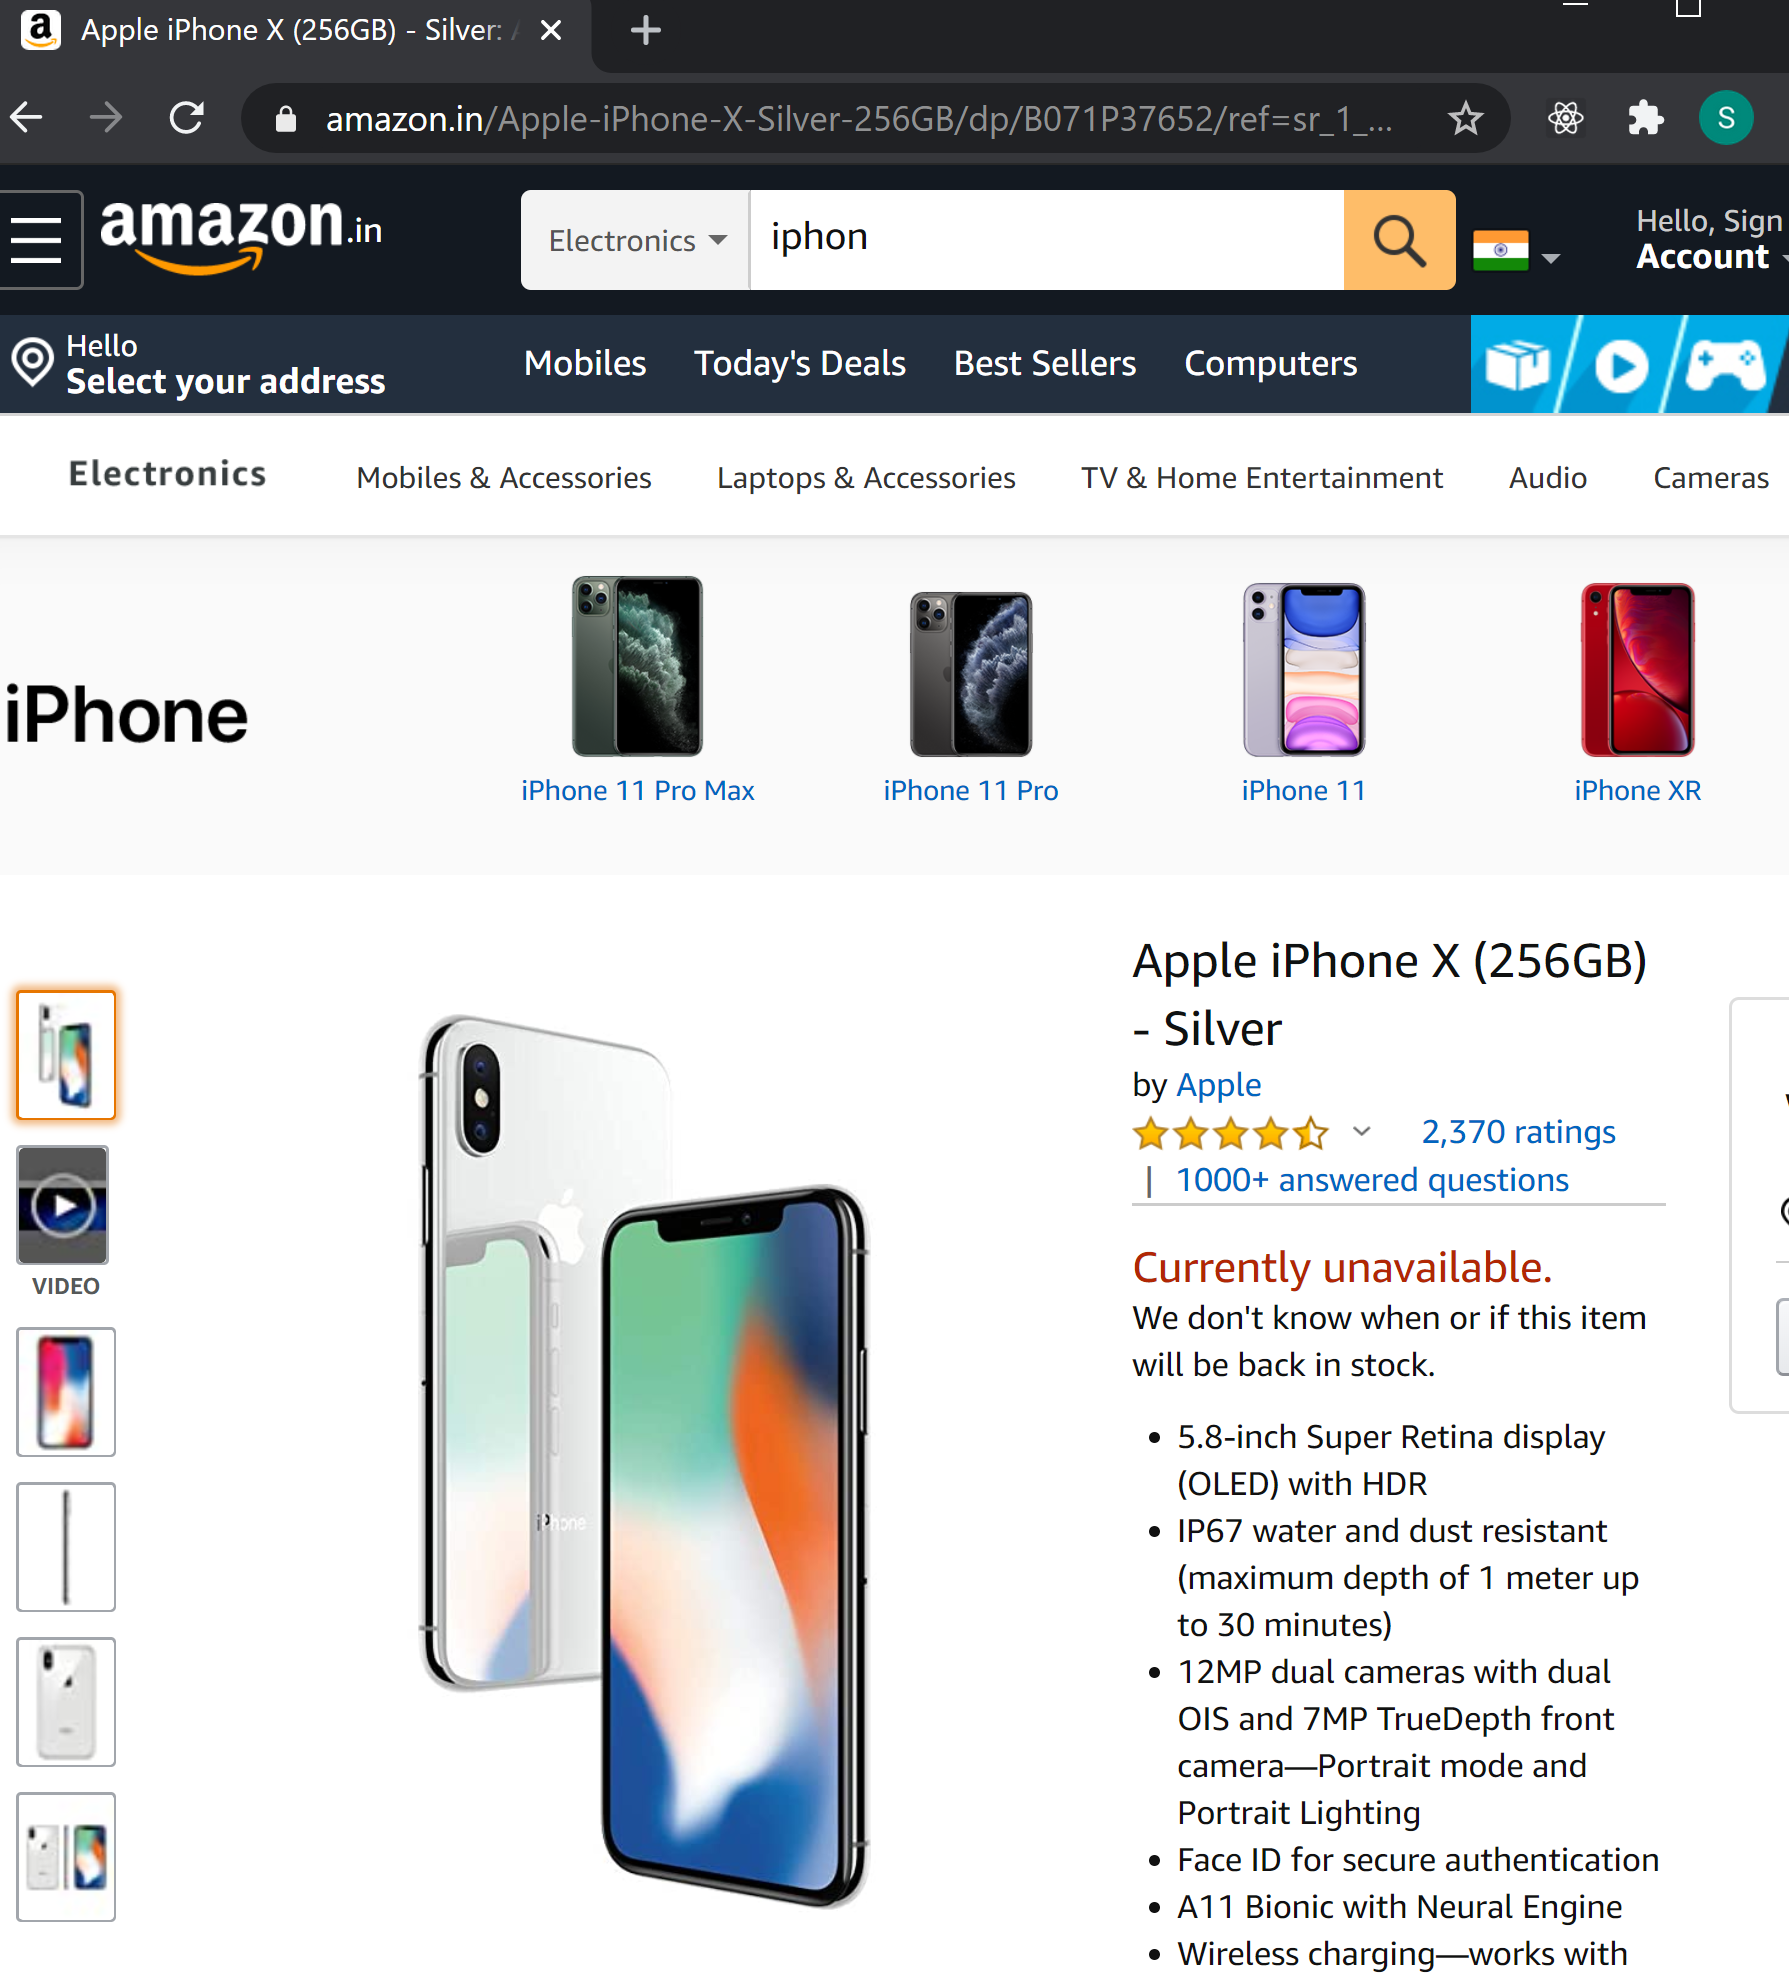 Apple iPhone X (256GB) - Silver: A
amazon.in/Apple-iPhone-X-Silver-256GB/dp/B071P37652/ref=sr_1_...
S
amazon.in
Electronics
iphon
Hello, Sign
Account
Hello
Select your address
Mobiles
Today's Deals
Best Sellers
Computers
Electronics
Mobiles & Accessories
Laptops & Accessories
TV & Home Entertainment
Audio
Cameras
iPhone
iPhone 11 Pro Max
iPhone 11 Pro
iPhone 11
iPhone XR
Apple iPhone X (256GB)
- Silver
by Apple
2,370 ratings
| 1000+ answered questions
Currently unavailable.
We don't know when or if this item
will be back in stock.
VIDEO
iPhone
• 5.8-inch Super Retina display
(OLED) with HDR
• IP67 water and dust resistant
(maximum depth of 1 meter up
to 30 minutes)
• 12MP dual cameras with dual
OIS and 7MP TrueDepth front
camera—Portrait mode and
Portrait Lighting
• Face ID for secure authentication
• A11 Bionic with Neural Engine
• Wireless charging—works with